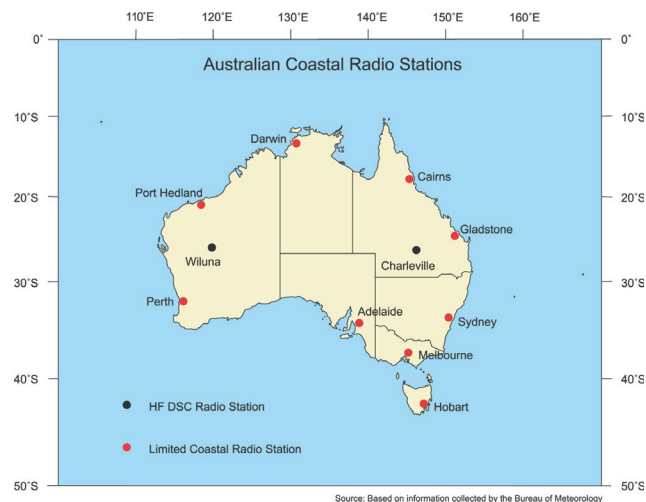 110°E 120°E 130°E 140°E 150°E 160°E
0° 0°
Australian Coastal Radio Stations
10°S 10°S
Darwin
Cairns
Port Hedland
20°S 20°S
Gladstone
Wiluna
Charleville
30°S 30°S
Perth
Adelaide
Sydney
Melbourne
40°S 40°S
HF DSC Radio Station
Hobart
Limited Coastal Radio Station
50°S 50°S
Source: Based on information collected by the Bureau of Meteorology